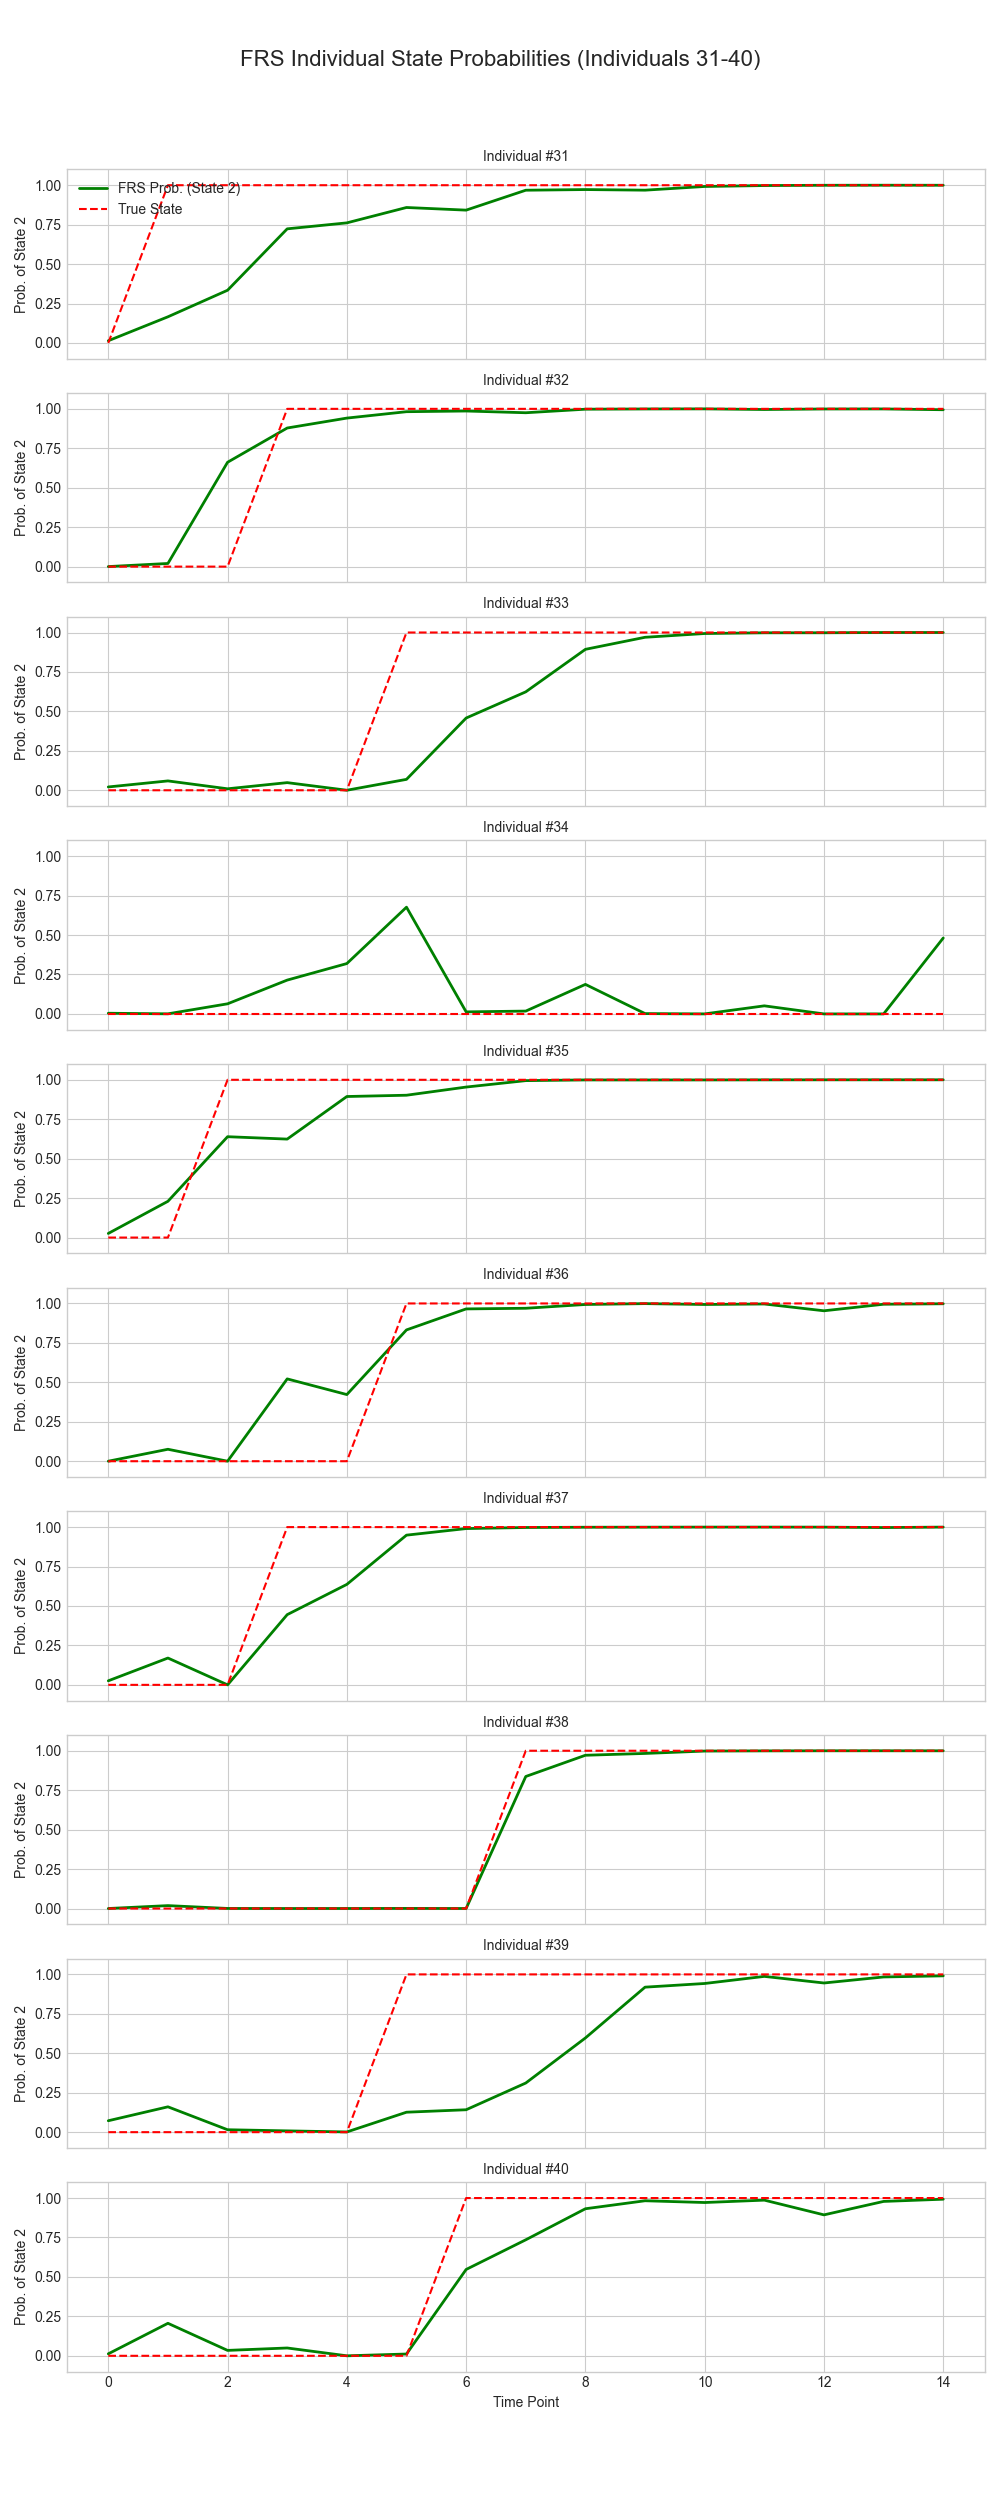 FRS Individual State Probabilities (Individuals 31-40)
Individual #31
FRS Prob. (State 2)
True State
Prob. of State 2
1.00
0.75
0.50
0.25
0.00
Individual #32
Prob. of State 2
1.00
0.75
0.50
0.25
0.00
Individual #33
Prob. of State 2
1.00
0.75
0.50
0.25
0.00
Individual #34
Prob. of State 2
1.00
0.75
0.50
0.25
0.00
Individual #35
Prob. of State 2
1.00
0.75
0.50
0.25
0.00
Individual #36
Prob. of State 2
1.00
0.75
0.50
0.25
0.00
Individual #37
Prob. of State 2
1.00
0.75
0.50
0.25
0.00
Individual #38
Prob. of State 2
1.00
0.75
0.50
0.25
0.00
Individual #39
Prob. of State 2
1.00
0.75
0.50
0.25
0.00
Individual #40
Prob. of State 2
1.00
0.75
0.50
0.25
0.00
0 2 4 6 8 10 12 14
Time Point